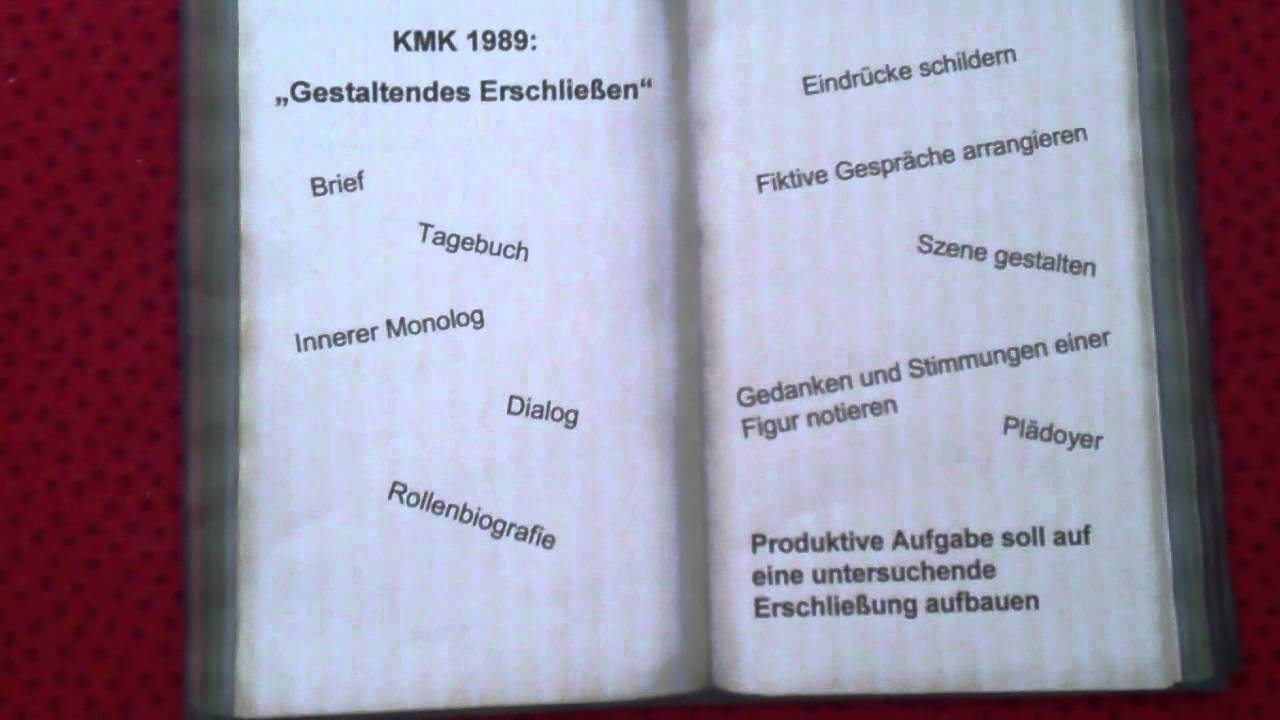 KMK 1989:
„Gestaltendes Erschließen“
Brief
Tagebuch
Innerer Monolog
Dialog
Rollenbiografie
Eindrücke schildern
Fiktive Gespräche arrangieren
Szene gestalten
Gedanken und Stimmungen einer
Figur notieren
Plädoyer
Produktive Aufgabe soll auf
eine untersuchende
Erschließung aufbauen